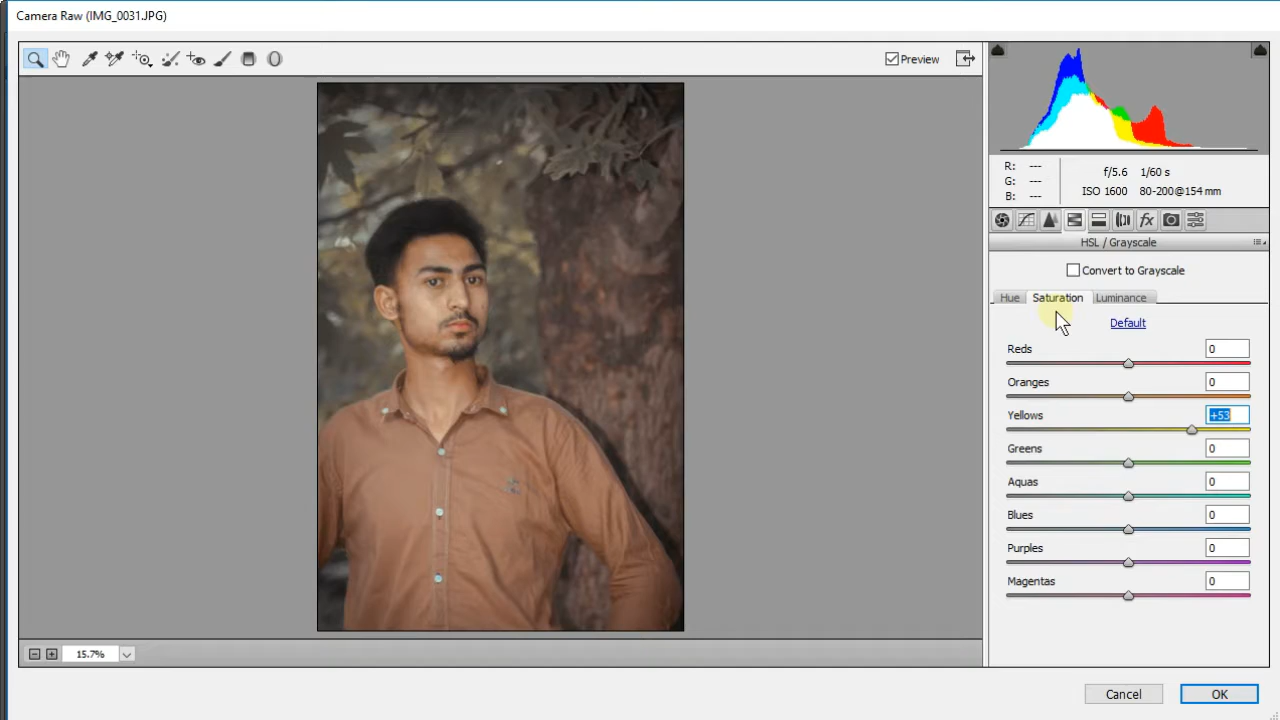 Camera Raw (IMG_0031.JPG)
Preview
R: ---
G: ---
B: ---
f/5.6 1/60 s
ISO 1600 80-200@154 mm
fx
HSL / Grayscale
Convert to Grayscale
Hue Saturation Luminance
Default
Reds 0
Oranges 0
Yellows +53
Greens 0
Aquas 0
Blues 0
Purples 0
Magentas 0
15.7%
Cancel OK